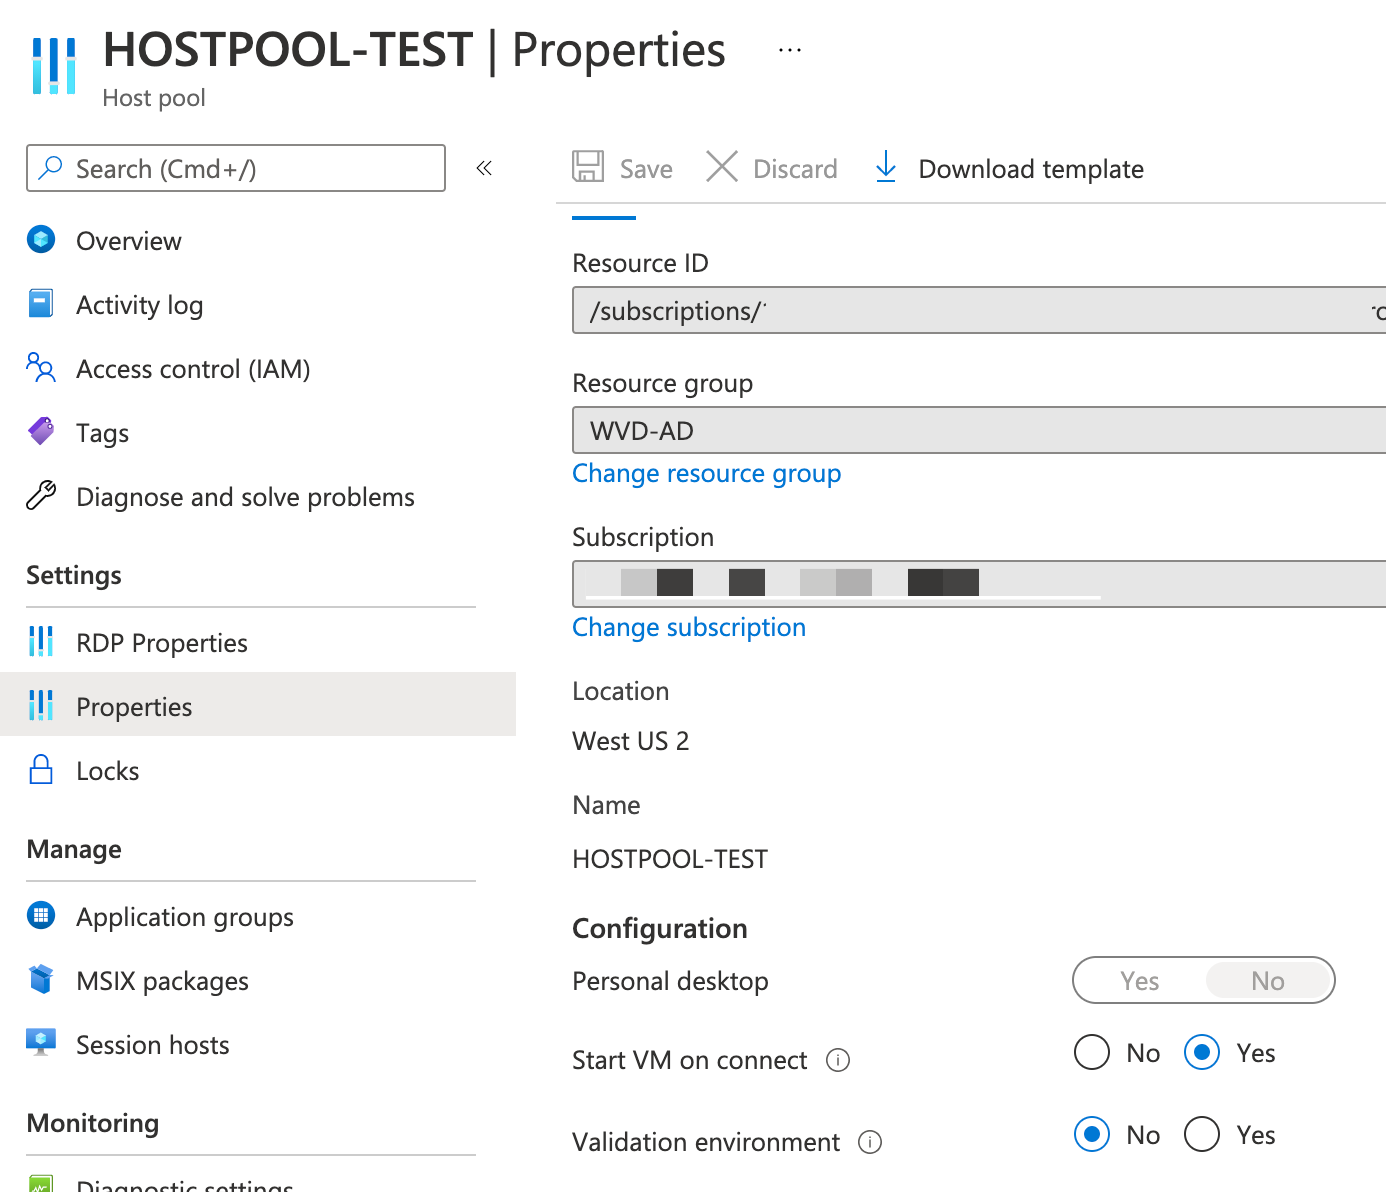 HOSTPOOL-TEST | Properties ...
Host pool
Search (Cmd+/)
«
Overview
Activity log
Access control (IAM)
Tags
Diagnose and solve problems
Settings
RDP Properties
Properties
Locks
Manage
Application groups
MSIX packages
Session hosts
Monitoring
Diagnostic settings
Save Discard Download template
Resource ID
/subscriptions/
Resource group
WVD-AD
Change resource group
Subscription
Change subscription
Location
West US 2
Name
HOSTPOOL-TEST
Configuration
Personal desktop Yes No
Start VM on connect No Yes
Validation environment No Yes